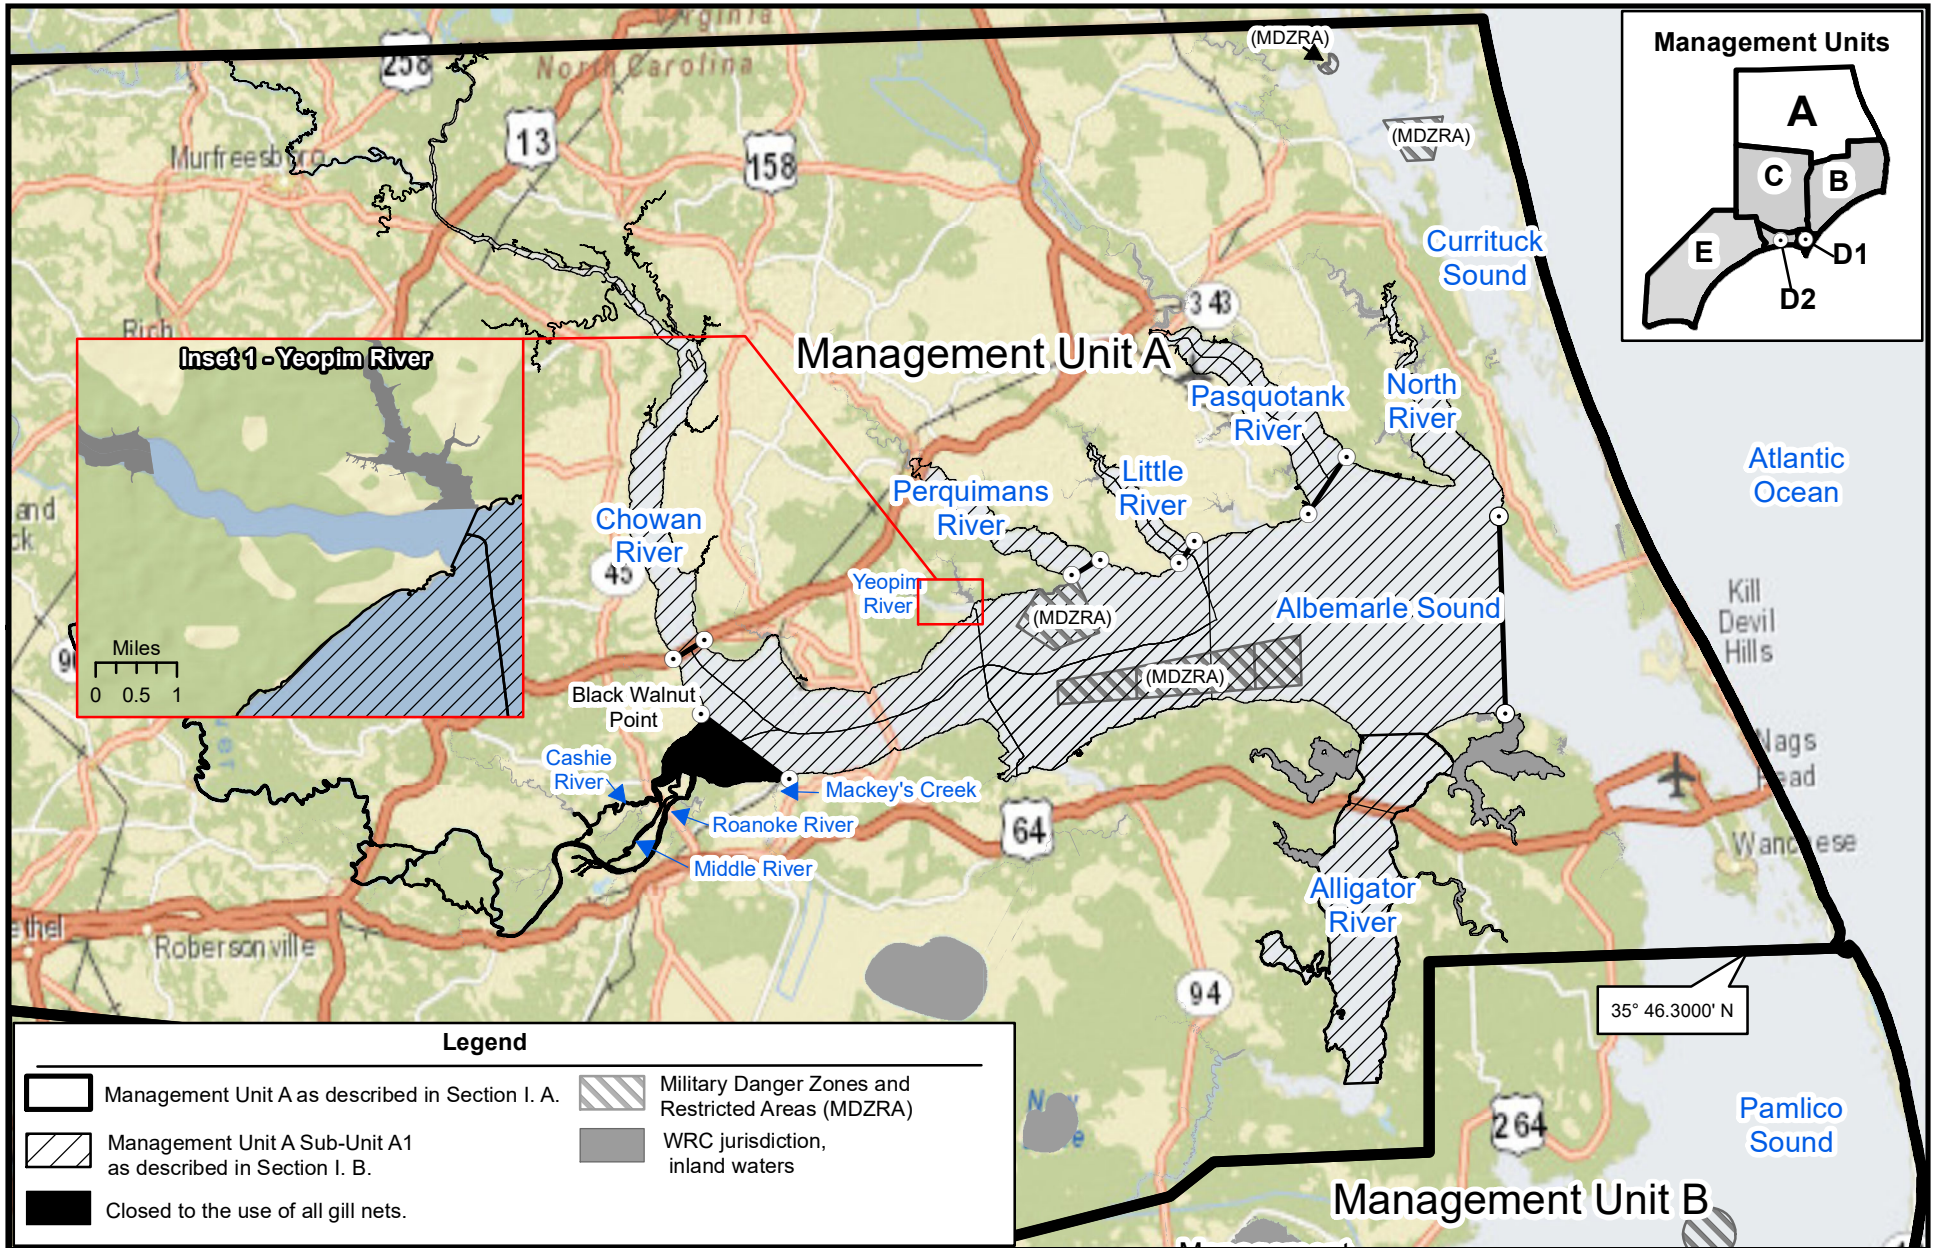 Virginia
North Carolina
258
13
158
Murfreesboro
(MDZRA)
(MDZRA)
Management Units
A
C
B
E
D1
D2
Currituck
Sound
343
Rich
Inset 1 - Yeopim River
Miles
0 0.5 1
Management Unit A
Pasquotank
River
North
River
Atlantic
Ocean
Perquimans
River
Little
River
Chowan
River
45
and
ck
Yeopim
River
(MDZRA)
Albemarle Sound
(MDZRA)
Kill
Devil
Hills
Black Walnut
Point
Cashie
River
Mackey's Creek
Roanoke River
Middle River
64
Nags
Head
Wanchese
Alligator
River
ethel
Robersonville
94
35° 46.3000' N
264
Pamlico
Sound
Management Unit B
Legend
Management Unit A as described in Section I. A.
Management Unit A Sub-Unit A1
as described in Section I. B.
Closed to the use of all gill nets.
Military Danger Zones and
Restricted Areas (MDZRA)
WRC jurisdiction,
inland waters